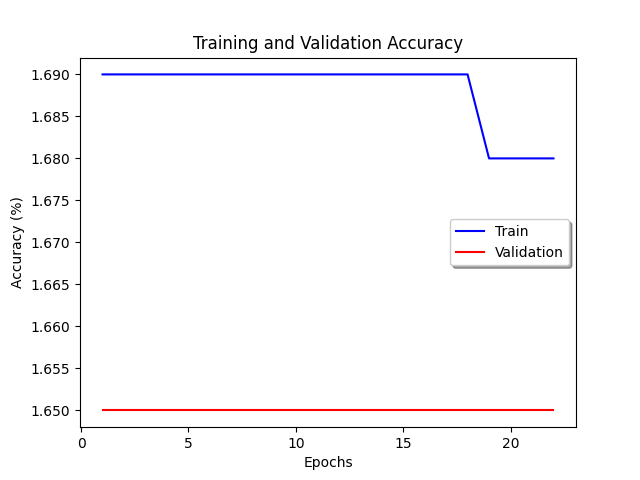 Training and Validation Accuracy
Accuracy (%)
1.690
1.685
1.680
1.675
1.670
1.665
1.660
1.655
1.650
Train
Validation
0 5 10 15 20
Epochs